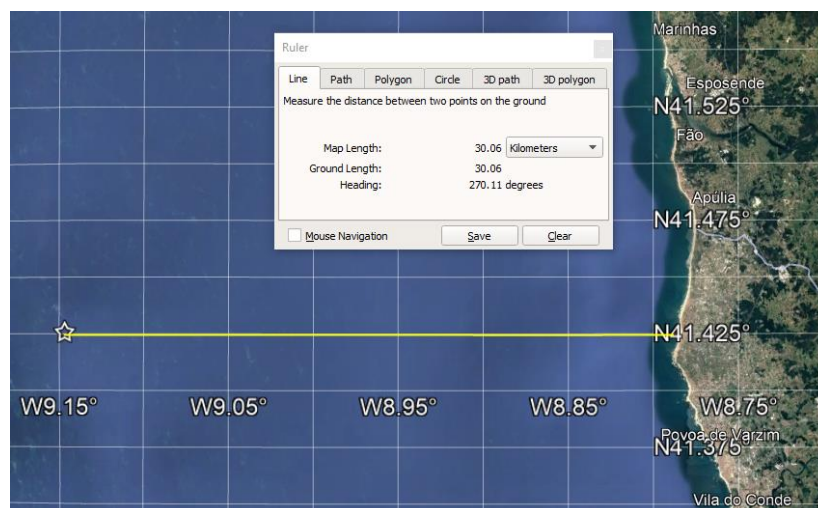 Marinhas
Ruler
Line Path Polygon Circle 3D path 3D polygon
Esposende
Measure the distance between two points on the ground
N41.525°
Fão
Map Length: 30.06 Kilometers
Ground Length: 30.06
Heading: 270.11 degrees
Apúlia
N41.475°
Mouse Navigation Save Clear
N41.425°
W9.15° W9.05° W8.95° W8.85° W8.75°
Povoa de Varzim
N41.375°
Vila do Conde